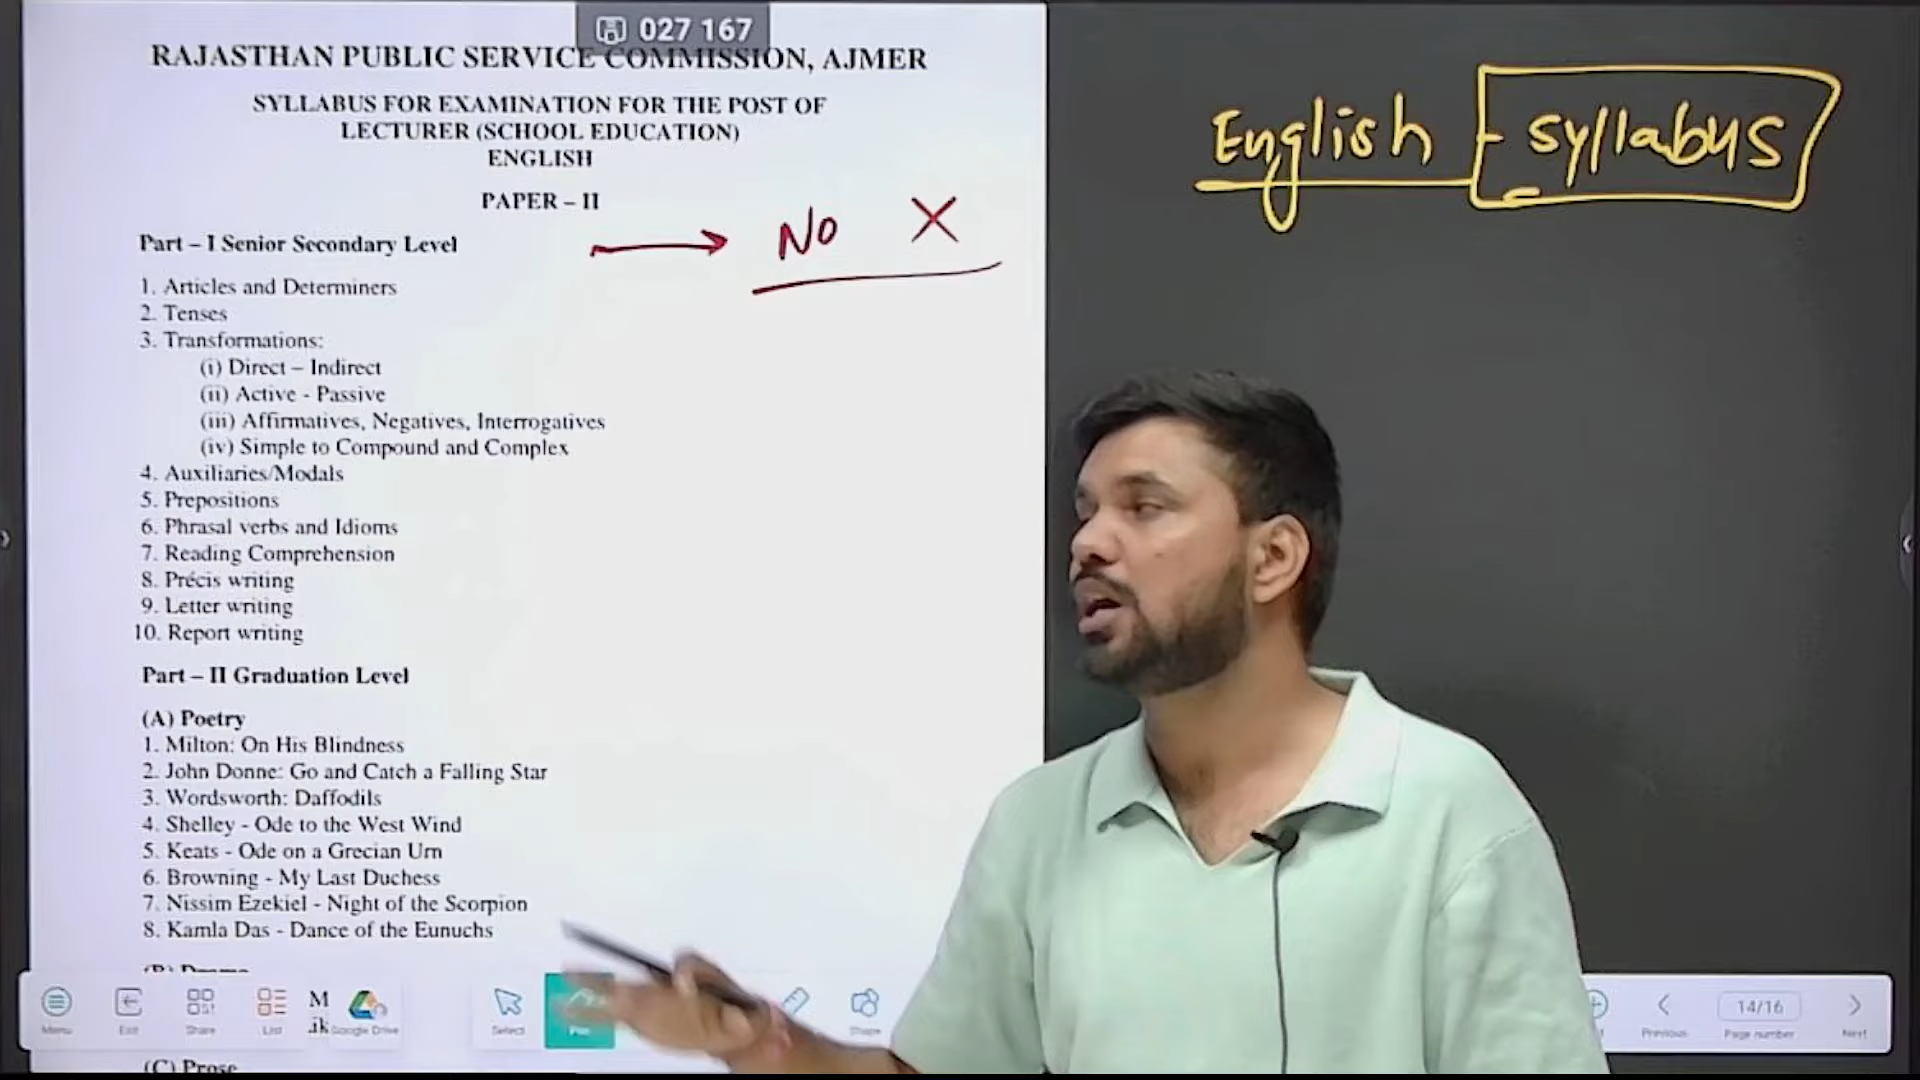 027 167
RAJASTHAN PUBLIC SERVICE COMMISSION, AJMER
SYLLABUS FOR EXAMINATION FOR THE POST OF
LECTURER (SCHOOL EDUCATION)
ENGLISH
PAPER – II
Part – I Senior Secondary Level
1. Articles and Determiners
2. Tenses
3. Transformations:
(i) Direct – Indirect
(ii) Active - Passive
(iii) Affirmatives, Negatives, Interrogatives
(iv) Simple to Compound and Complex
4. Auxiliaries/Modals
5. Prepositions
6. Phrasal verbs and Idioms
7. Reading Comprehension
8. Précis writing
9. Letter writing
10. Report writing
Part – II Graduation Level
(A) Poetry
1. Milton: On His Blindness
2. John Donne: Go and Catch a Falling Star
3. Wordsworth: Daffodils
4. Shelley - Ode to the West Wind
5. Keats - Ode on a Grecian Urn
6. Browning - My Last Duchess
7. Nissim Ezekiel - Night of the Scorpion
8. Kamla Das - Dance of the Eunuchs
(B) Drama
(C) Prose
No X
English - syllabus
Menu Exit Share List Google Drive Select Pen Shape
14/16
Previous Page number Next